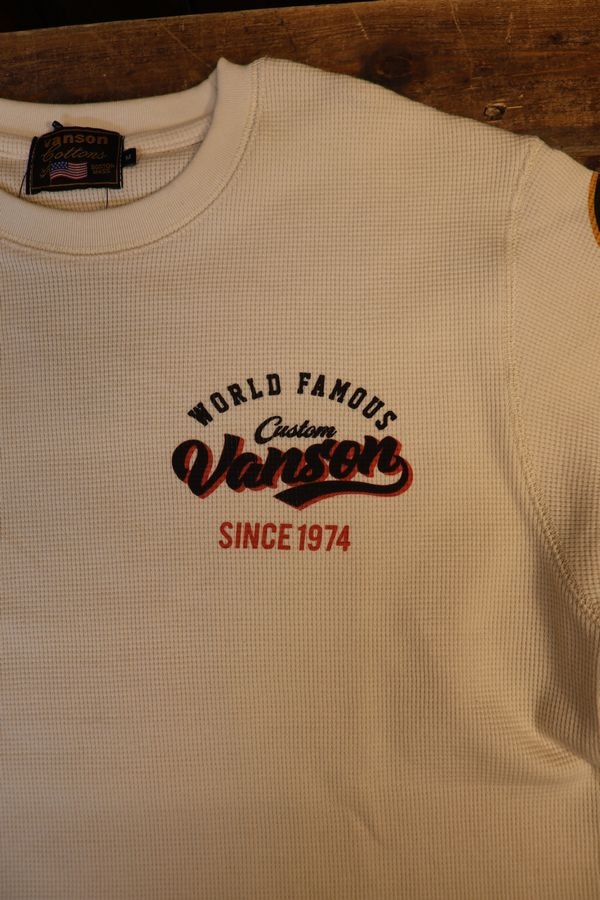 vanson
Cottons
M
WORLD FAMOUS
Custom
Vanson
SINCE 1974